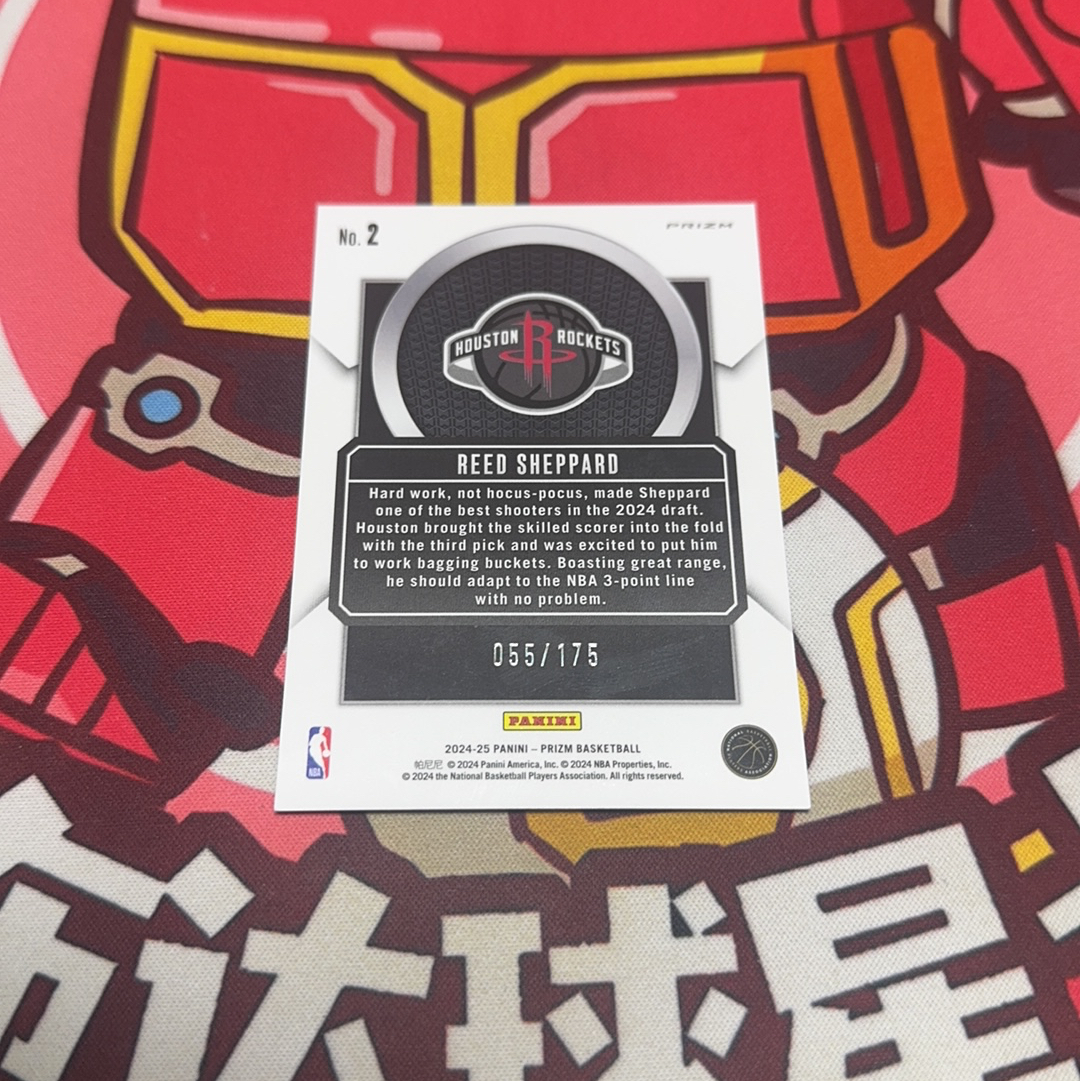 No. 2
PRIZM
HOUSTON ROCKETS
REED SHEPPARD
Hard work, not hocus-pocus, made Sheppard
one of the best shooters in the 2024 draft.
Houston brought the skilled scorer into the fold
with the third pick and was excited to put him
to work bagging buckets. Boasting great range,
he should adapt to the NBA 3-point line
with no problem.
055/175
PANINI
2024-25 PANINI – PRIZM BASKETBALL
帕尼尼 © 2024 Panini America, Inc. © 2024 NBA Properties, Inc.
© 2024 the National Basketball Players Association. All rights reserved.
NBA
达球星